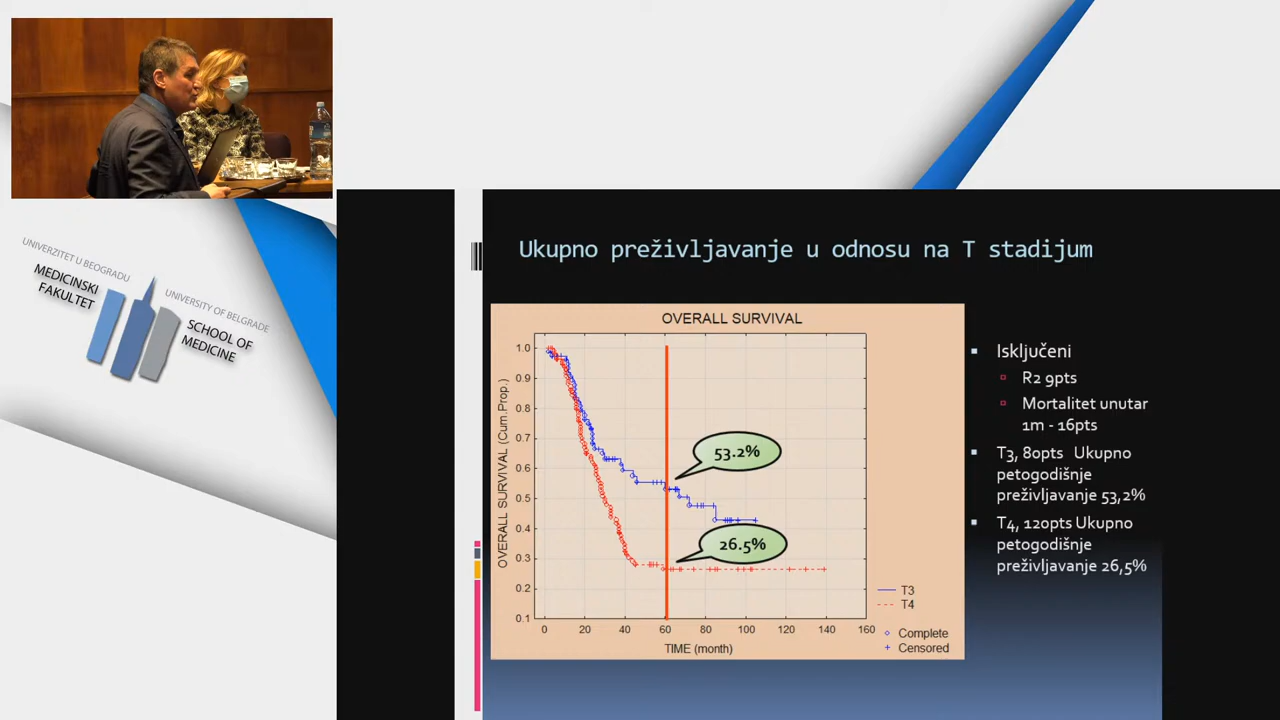 UNIVERZITET U BEOGRADU
MEDICINSKI
FAKULTET
UNIVERSITY OF BELGRADE
SCHOOL OF
MEDICINE
Ukupno preživljavanje u odnosu na T stadijum
OVERALL SURVIVAL
OVERALL SURVIVAL (Cum.Prop.)
1.0
0.9
0.8
0.7
0.6
0.5
0.4
0.3
0.2
0.1
53.2%
26.5%
0 20 40 60 80 100 120 140 160
TIME (month)
T3
T4
Complete
Censored
Isključeni
R2 9pts
Mortalitet unutar
1m - 16pts
T3, 80pts Ukupno
petogodišnje
preživljavanje 53,2%
T4, 120pts Ukupno
petogodišnje
preživljavanje 26,5%